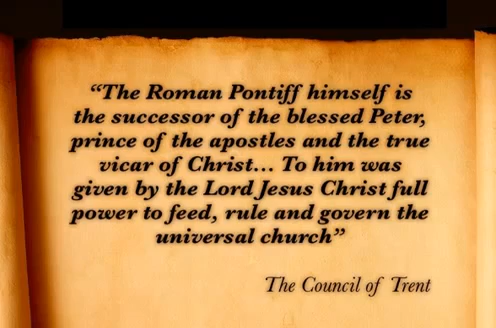 “The Roman Pontiff himself is
the successor of the blessed Peter,
prince of the apostles and the true
vicar of Christ... To him was
given by the Lord Jesus Christ full
power to feed, rule and govern the
universal church”
The Council of Trent